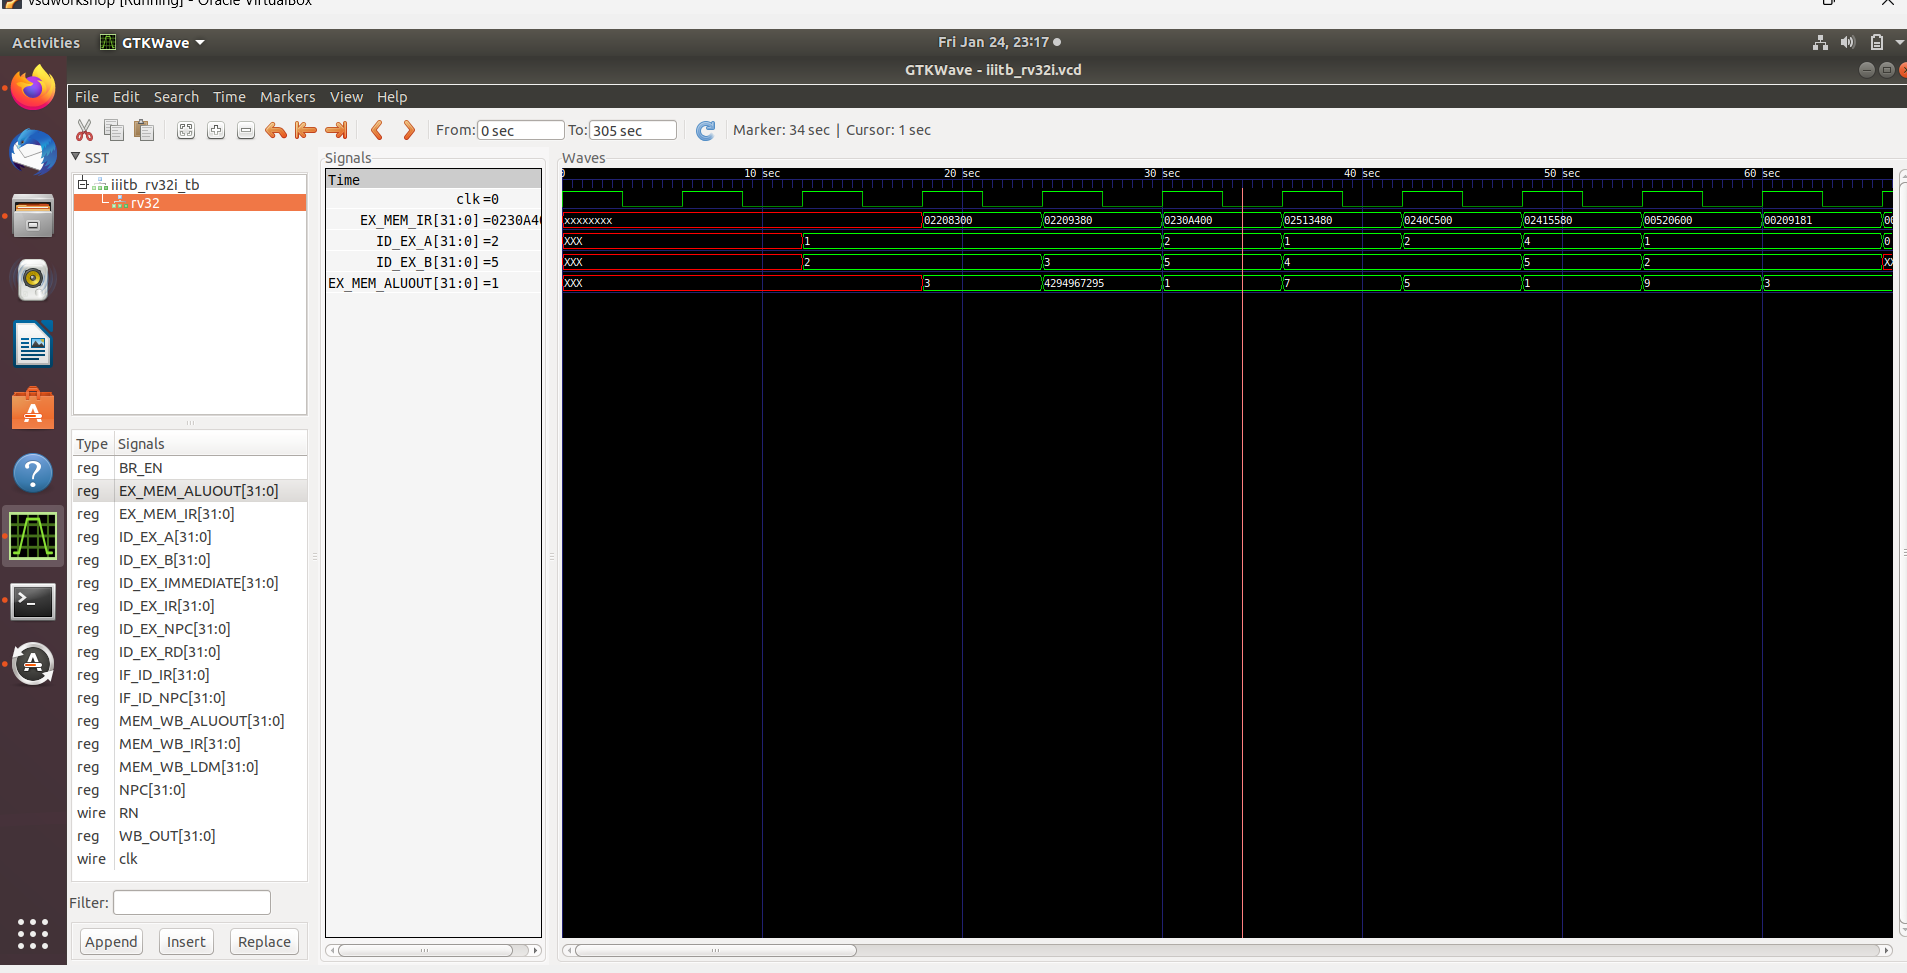 vsdworkshop [Running] - Oracle VirtualBox
Activities GTKWave Fri Jan 24, 23:17
GTKWave - iiitb_rv32i.vcd
File Edit Search Time Markers View Help
From: 0 sec To: 305 sec Marker: 34 sec | Cursor: 1 sec
SST
iiitb_rv32i_tb
rv32
Type Signals
reg BR_EN
reg EX_MEM_ALUOUT[31:0]
reg EX_MEM_IR[31:0]
reg ID_EX_A[31:0]
reg ID_EX_B[31:0]
reg ID_EX_IMMEDIATE[31:0]
reg ID_EX_IR[31:0]
reg ID_EX_NPC[31:0]
reg ID_EX_RD[31:0]
reg IF_ID_IR[31:0]
reg IF_ID_NPC[31:0]
reg MEM_WB_ALUOUT[31:0]
reg MEM_WB_IR[31:0]
reg MEM_WB_LDM[31:0]
reg NPC[31:0]
wire RN
reg WB_OUT[31:0]
wire clk
Filter:
Append Insert Replace
Signals
Time
clk=0
EX_MEM_IR[31:0]=0230A40
ID_EX_A[31:0]=2
ID_EX_B[31:0]=5
EX_MEM_ALUOUT[31:0]=1
Waves
0 10 sec 20 sec 30 sec 40 sec 50 sec 60 sec
xxxxxxxx 02208300 02209380 0230A400 02513480 0240C500 02415580 00520600 00209181 00
XXX 1 2 1 2 4 1 0
XXX 2 3 5 4 5 2 XX
XXX 3 4294967295 1 7 5 1 9 3